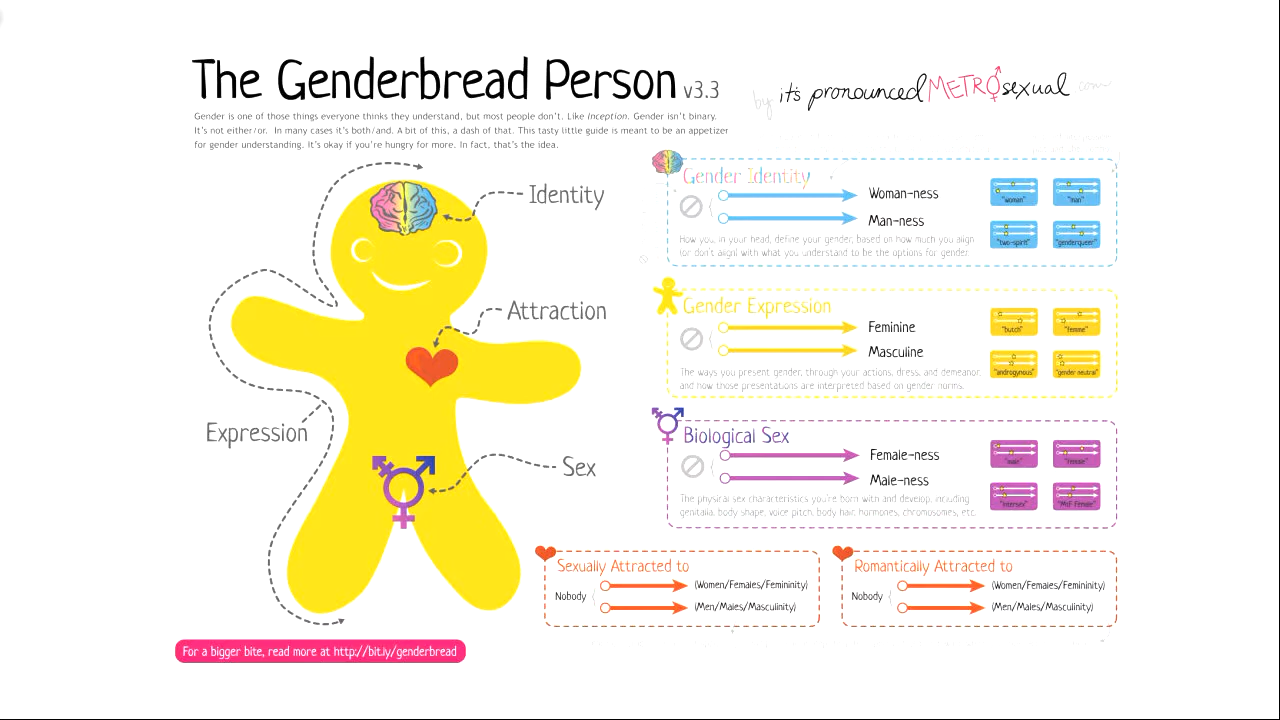 The Genderbread Person v3.3
by it's pronounced METROsexual com
Gender is one of those things everyone thinks they understand, but most people don't. Like Inception. Gender isn't binary.
It's not either/or. In many cases it's both/and. A bit of this, a dash of that. This tasty little guide is meant to be an appetizer
for gender understanding. It's okay if you're hungry for more. In fact, that's the idea.
Identity
Attraction
Expression
Sex
Gender Identity
Woman-ness
Man-ness
How you, in your head, define your gender, based on how much you align
(or don't align) with what you understand to be the options for gender.
"woman"
"man"
"two-spirit"
"genderqueer"
Gender Expression
Feminine
Masculine
The ways you present gender, through your actions, dress, and demeanor,
and how those presentations are interpreted based on gender norms.
"butch"
"femme"
"androgynous"
"gender neutral"
Biological Sex
Female-ness
Male-ness
The physical sex characteristics you're born with and develop, including
genitalia, body shape, voice pitch, body hair, hormones, chromosomes, etc.
"male"
"female"
"intersex"
"MtF Female"
Sexually Attracted to
Nobody
(Women/Females/Femininity)
(Men/Males/Masculinity)
Romantically Attracted to
Nobody
(Women/Females/Femininity)
(Men/Males/Masculinity)
For a bigger bite, read more at http://bit.ly/genderbread